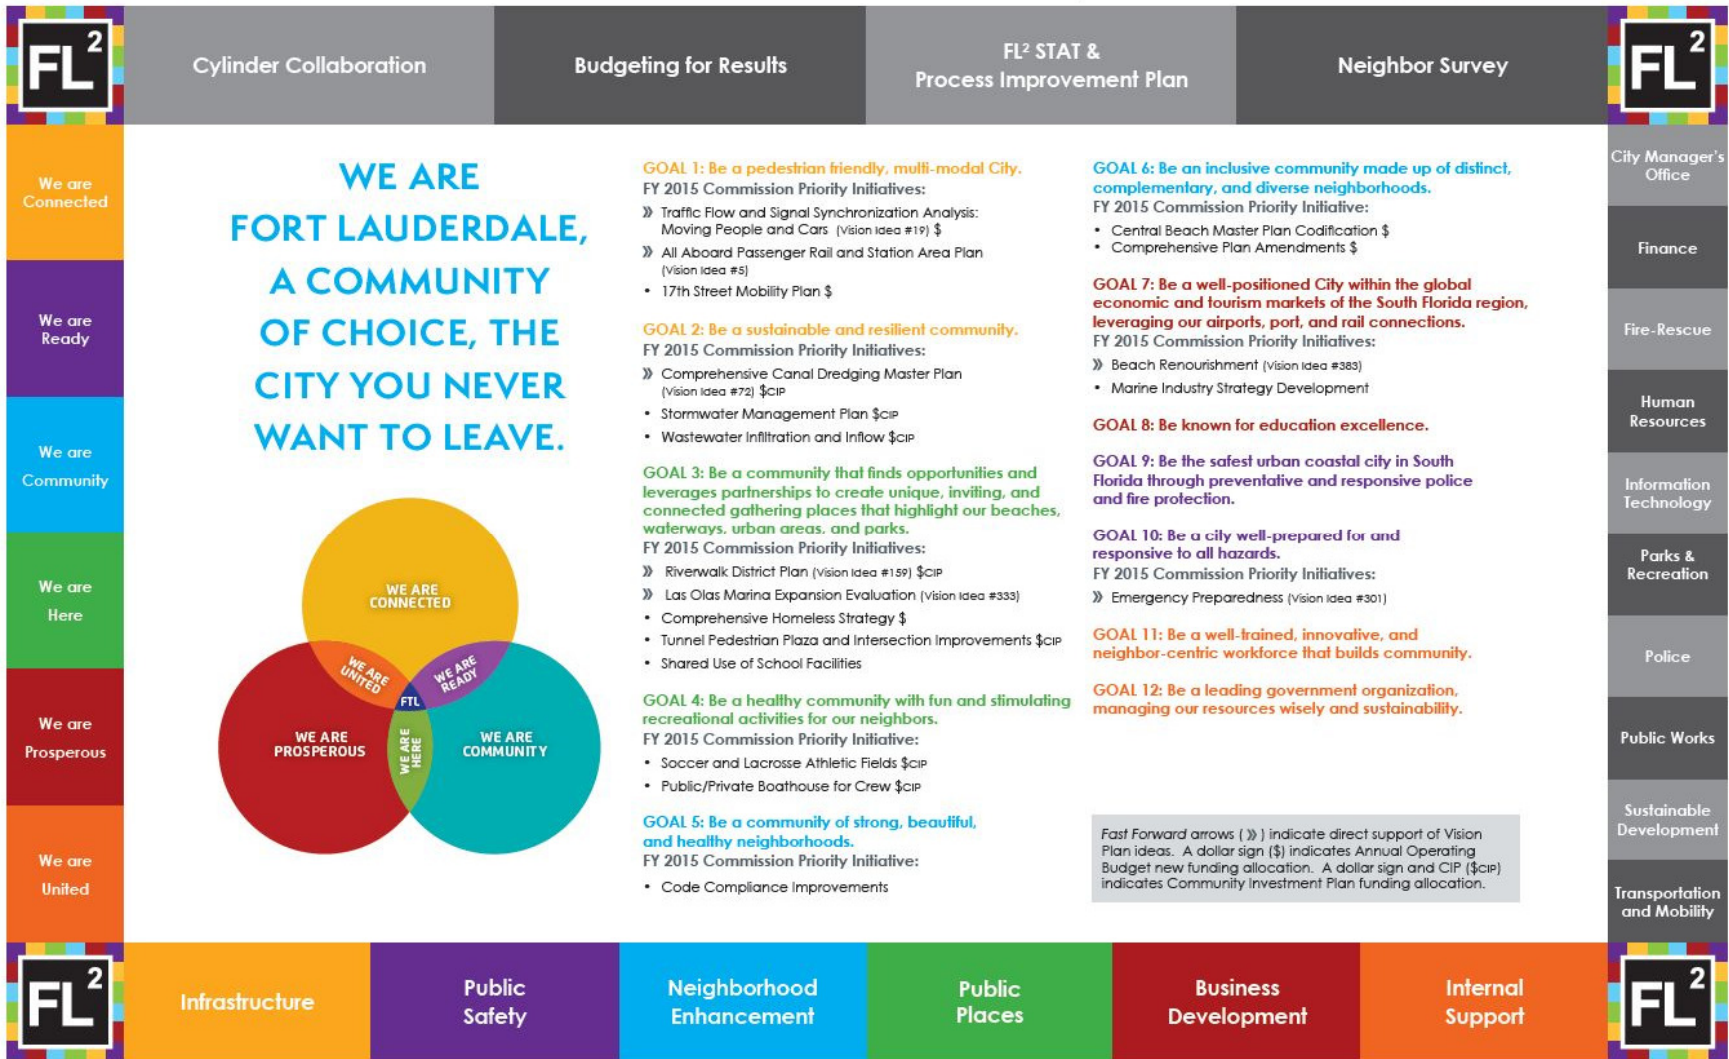 FL²
Cylinder Collaboration
Budgeting for Results
FL² STAT &
Process Improvement Plan
Neighbor Survey
FL²
We are
Connected
We are
Ready
We are
Community
We are
Here
We are
Prosperous
We are
United
WE ARE
FORT LAUDERDALE,
A COMMUNITY
OF CHOICE, THE
CITY YOU NEVER
WANT TO LEAVE.
WE ARE
CONNECTED
WE ARE
UNITED
WE ARE
READY
FTL
WE ARE
PROSPEROUS
WE ARE
HERE
WE ARE
COMMUNITY
GOAL 1: Be a pedestrian friendly, multi-modal City.
FY 2015 Commission Priority Initiatives:
» Traffic Flow and Signal Synchronization Analysis:
Moving People and Cars (Vision Idea #19) $
» All Aboard Passenger Rail and Station Area Plan
(Vision Idea #5)
• 17th Street Mobility Plan $
GOAL 2: Be a sustainable and resilient community.
FY 2015 Commission Priority Initiatives:
» Comprehensive Canal Dredging Master Plan
(Vision Idea #72) $CIP
• Stormwater Management Plan $CIP
• Wastewater Infiltration and Inflow $CIP
GOAL 3: Be a community that finds opportunities and
leverages partnerships to create unique, inviting, and
connected gathering places that highlight our beaches,
waterways, urban areas, and parks.
FY 2015 Commission Priority Initiatives:
» Riverwalk District Plan (Vision Idea #159) $CIP
» Las Olas Marina Expansion Evaluation (Vision Idea #333)
• Comprehensive Homeless Strategy $
• Tunnel Pedestrian Plaza and Intersection Improvements $CIP
• Shared Use of School Facilities
GOAL 4: Be a healthy community with fun and stimulating
recreational activities for our neighbors.
FY 2015 Commission Priority Initiative:
• Soccer and Lacrosse Athletic Fields $CIP
• Public/Private Boathouse for Crew $CIP
GOAL 5: Be a community of strong, beautiful,
and healthy neighborhoods.
FY 2015 Commission Priority Initiative:
• Code Compliance Improvements
GOAL 6: Be an inclusive community made up of distinct,
complementary, and diverse neighborhoods.
FY 2015 Commission Priority Initiative:
• Central Beach Master Plan Codification $
• Comprehensive Plan Amendments $
GOAL 7: Be a well-positioned City within the global
economic and tourism markets of the South Florida region,
leveraging our airports, port, and rail connections.
FY 2015 Commission Priority Initiatives:
» Beach Renourishment (Vision Idea #383)
• Marine Industry Strategy Development
GOAL 8: Be known for education excellence.
GOAL 9: Be the safest urban coastal city in South
Florida through preventative and responsive police
and fire protection.
GOAL 10: Be a city well-prepared for and
responsive to all hazards.
FY 2015 Commission Priority Initiatives:
» Emergency Preparedness (Vision Idea #301)
GOAL 11: Be a well-trained, innovative, and
neighbor-centric workforce that builds community.
GOAL 12: Be a leading government organization,
managing our resources wisely and sustainability.
Fast Forward arrows ( » ) indicate direct support of Vision
Plan ideas. A dollar sign ($) indicates Annual Operating
Budget new funding allocation. A dollar sign and CIP ($CIP)
indicates Community Investment Plan funding allocation.
City Manager's
Office
Finance
Fire-Rescue
Human
Resources
Information
Technology
Parks &
Recreation
Police
Public Works
Sustainable
Development
Transportation
and Mobility
FL²
Infrastructure
Public
Safety
Neighborhood
Enhancement
Public
Places
Business
Development
Internal
Support
FL²